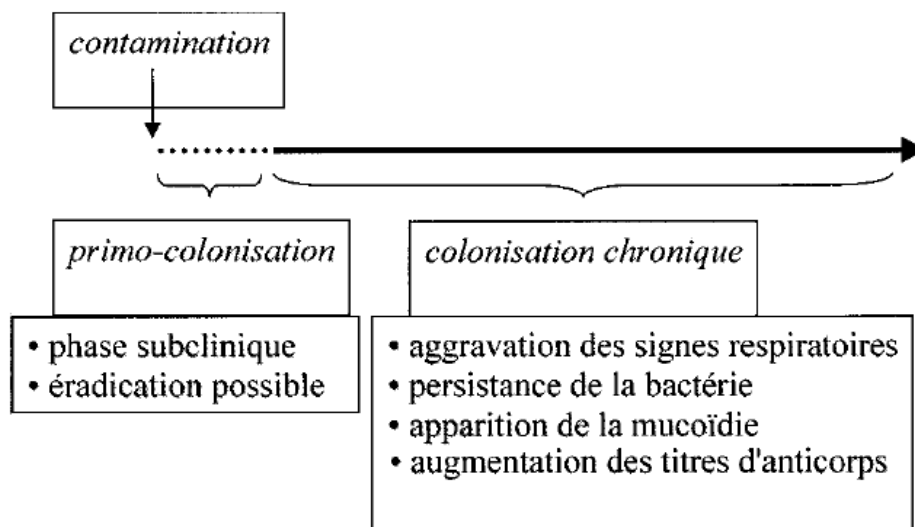 contamination
primo-colonisation
• phase subclinique
• éradication possible
colonisation chronique
• aggravation des signes respiratoires
• persistance de la bactérie
• apparition de la mucoïdie
• augmentation des titres d'anticorps